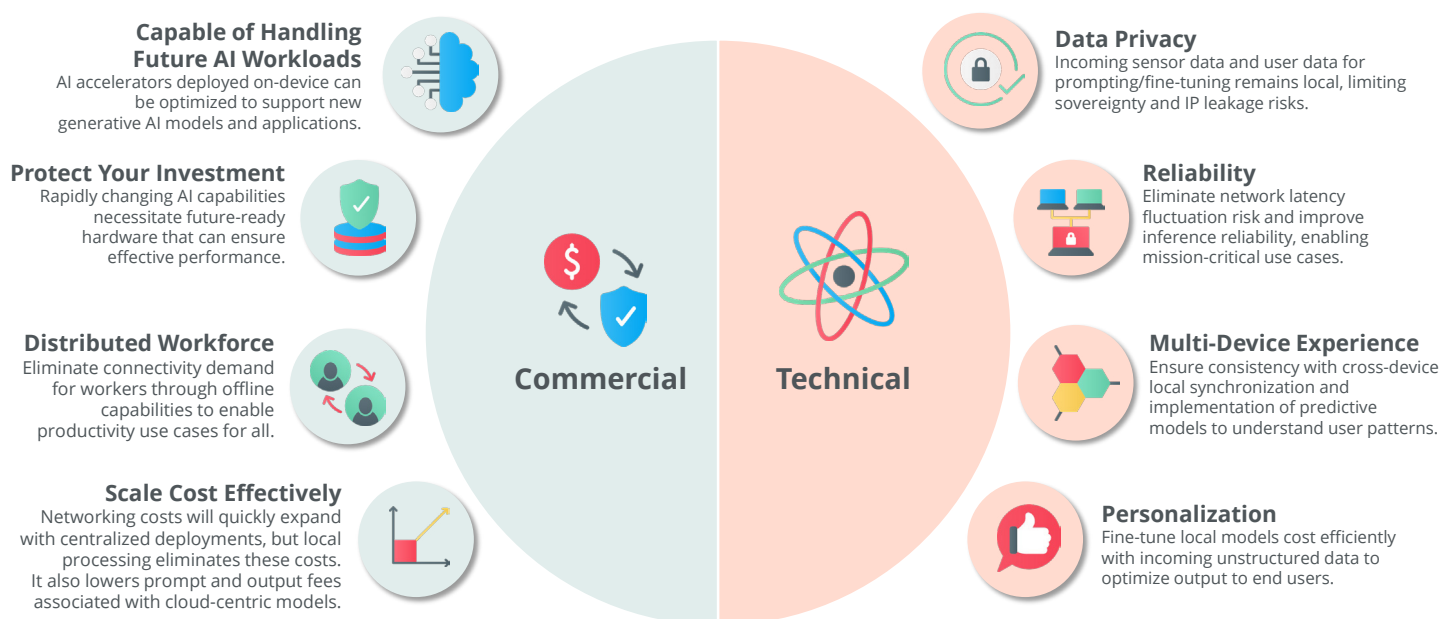 Capable of Handling
Future AI Workloads
AI accelerators deployed on-device can
be optimized to support new
generative AI models and applications.
Protect Your Investment
Rapidly changing AI capabilities
necessitate future-ready
hardware that can ensure
effective performance.
Distributed Workforce
Eliminate connectivity demand
for workers through offline
capabilities to enable
productivity use cases for all.
Scale Cost Effectively
Networking costs will quickly expand
with centralized deployments, but local
processing eliminates these costs.
It also lowers prompt and output fees
associated with cloud-centric models.
$
Commercial
Technical
Data Privacy
Incoming sensor data and user data for
prompting/fine-tuning remains local, limiting
sovereignty and IP leakage risks.
Reliability
Eliminate network latency
fluctuation risk and improve
inference reliability, enabling
mission-critical use cases.
Multi-Device Experience
Ensure consistency with cross-device
local synchronization and
implementation of predictive
models to understand user patterns.
Personalization
Fine-tune local models cost efficiently
with incoming unstructured data to
optimize output to end users.